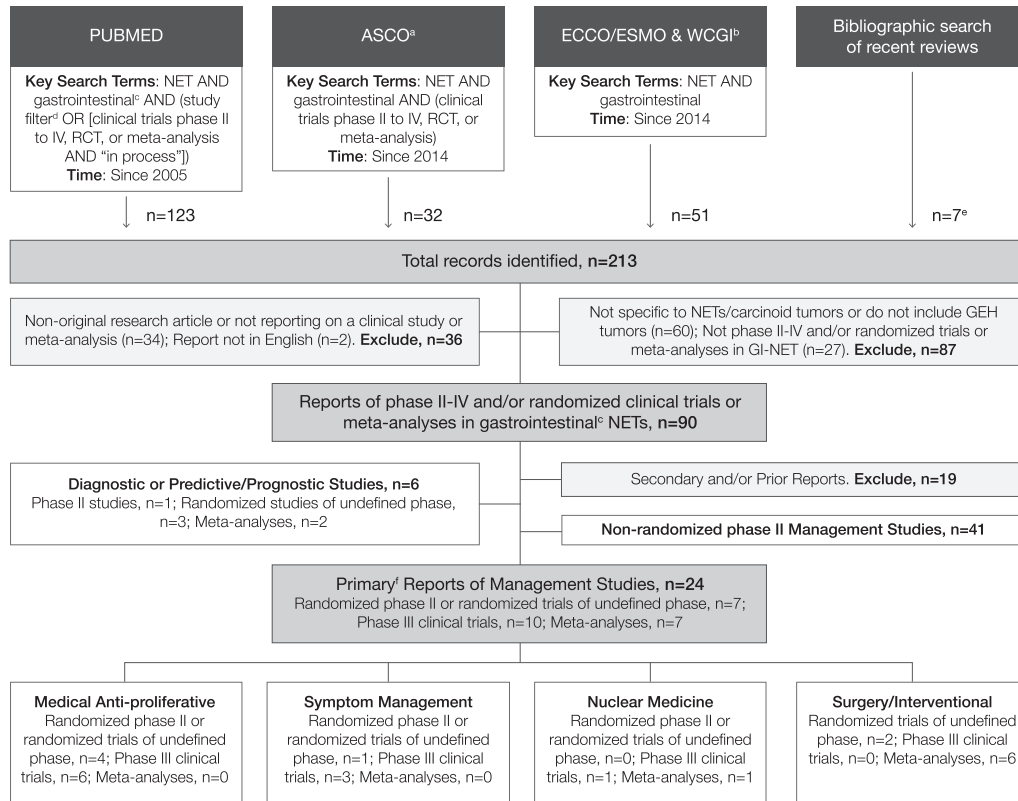 PUBMED
Key Search Terms: NET AND
gastrointestinalᶜ AND (study
filterᵈ OR [clinical trials phase II
to IV, RCT, or meta-analysis
AND “in process”])
Time: Since 2005
n=123
ASCOᵃ
Key Search Terms: NET AND
gastrointestinal AND (clinical
trials phase II to IV, RCT, or
meta-analysis)
Time: Since 2014
n=32
ECCO/ESMO & WCGIᵇ
Key Search Terms: NET AND
gastrointestinal
Time: Since 2014
n=51
Bibliographic search
of recent reviews
n=7ᵉ
Total records identified, n=213
Non-original research article or not reporting on a clinical study or
meta-analysis (n=34); Report not in English (n=2). Exclude, n=36
Not specific to NETs/carcinoid tumors or do not include GEH
tumors (n=60); Not phase II-IV and/or randomized trials or
meta-analyses in GI-NET (n=27). Exclude, n=87
Reports of phase II-IV and/or randomized clinical trials or
meta-analyses in gastrointestinalᶜ NETs, n=90
Diagnostic or Predictive/Prognostic Studies, n=6
Phase II studies, n=1; Randomized studies of undefined phase,
n=3; Meta-analyses, n=2
Secondary and/or Prior Reports. Exclude, n=19
Non-randomized phase II Management Studies, n=41
Primaryᶠ Reports of Management Studies, n=24
Randomized phase II or randomized trials of undefined phase, n=7;
Phase III clinical trials, n=10; Meta-analyses, n=7
Medical Anti-proliferative
Randomized phase II or
randomized trials of undefined
phase, n=4; Phase III clinical
trials, n=6; Meta-analyses, n=0
Symptom Management
Randomized phase II or
randomized trials of undefined
phase, n=1; Phase III clinical
trials, n=3; Meta-analyses, n=0
Nuclear Medicine
Randomized phase II or
randomized trials of undefined
phase, n=0; Phase III clinical
trials, n=1; Meta-analyses, n=1
Surgery/Interventional
Randomized trials of undefined
phase, n=2; Phase III clinical
trials, n=0; Meta-analyses, n=6